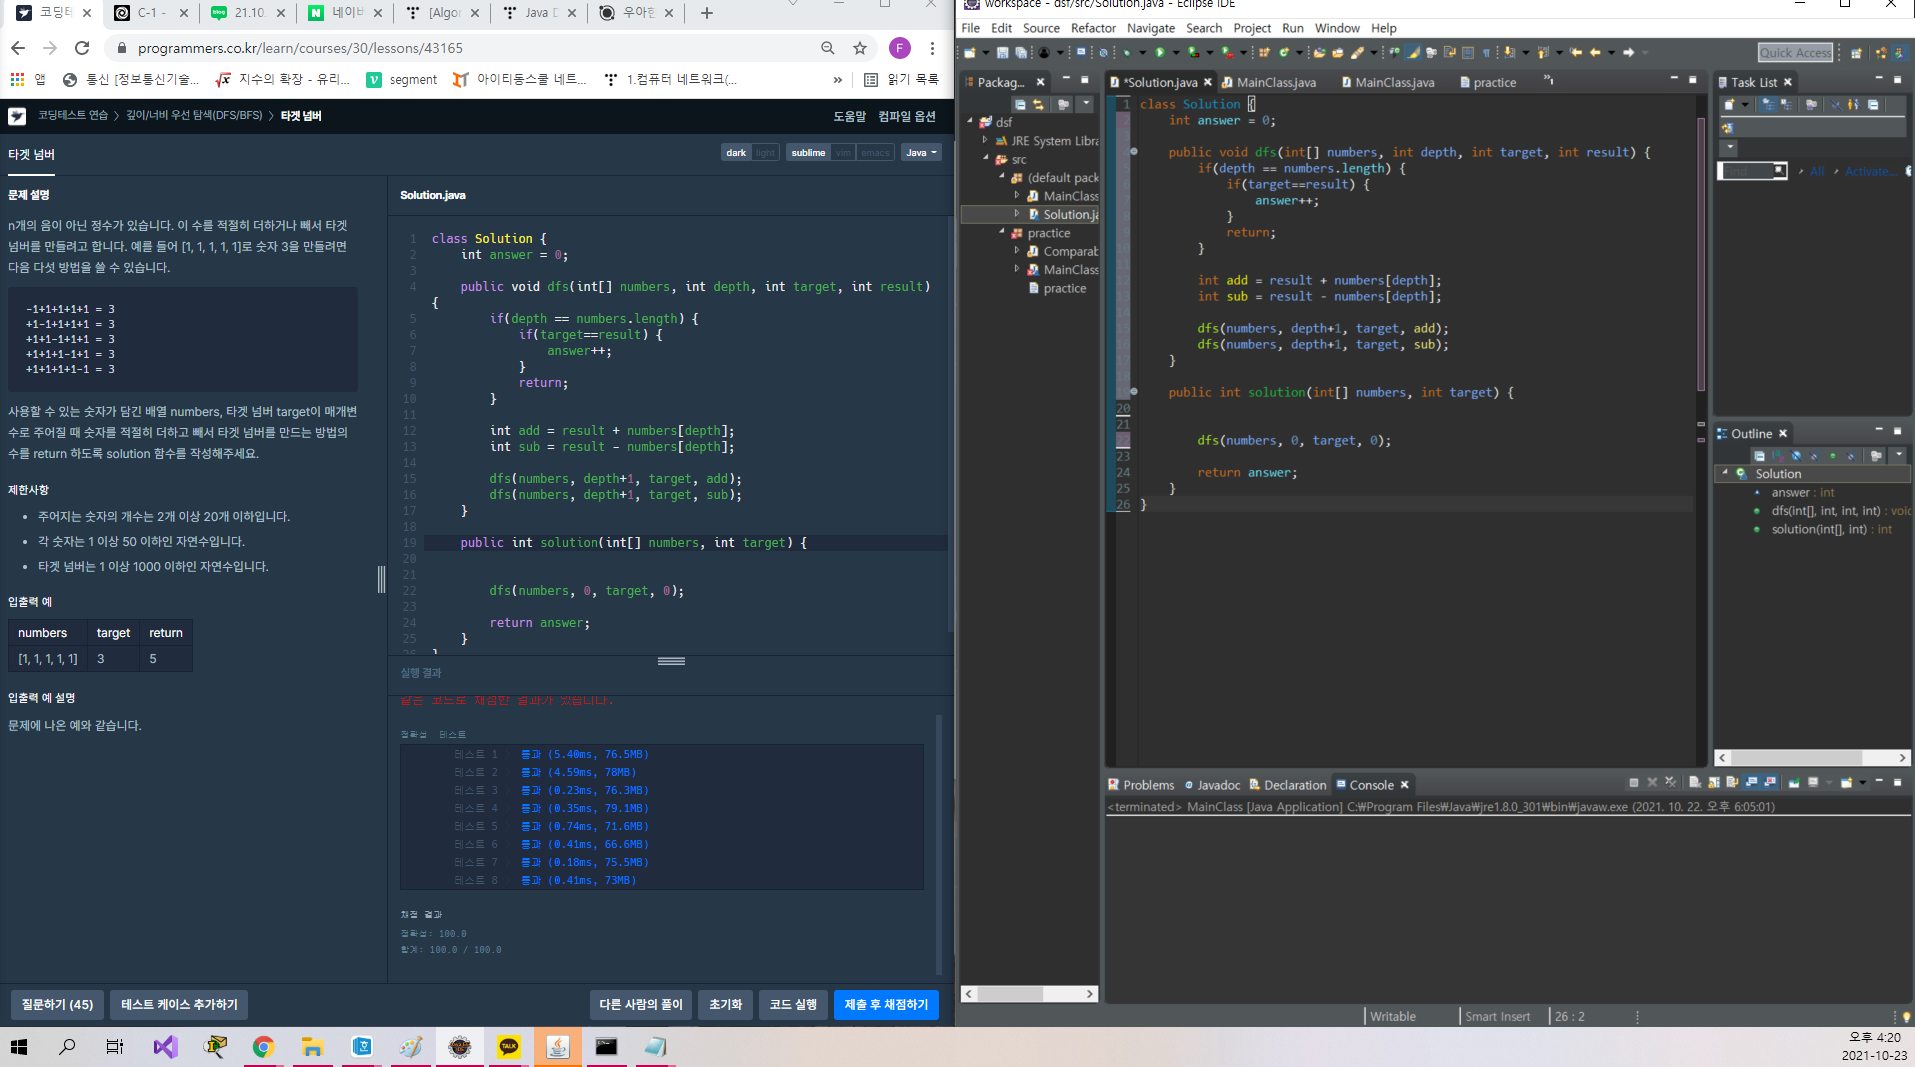 코딩테
C-1 -
21.10.
네이버
[Algor
Java D
우아한
programmers.co.kr/learn/courses/30/lessons/43165
F
앱
통신 [정보통신기술...
지수의 확장 - 유리...
segment
아이티동스쿨 네트...
1.컴퓨터 네트워크(...
»
읽기 목록
코딩테스트 연습 > 깊이/너비 우선 탐색(DFS/BFS) > 타겟 넘버
도움말
컴파일 옵션
타겟 넘버
dark light
sublime vim emacs
Java
문제 설명
n개의 음이 아닌 정수가 있습니다. 이 수를 적절히 더하거나 빼서 타겟
넘버를 만들려고 합니다. 예를 들어 [1, 1, 1, 1, 1]로 숫자 3을 만들려면
다음 다섯 방법을 쓸 수 있습니다.
-1+1+1+1+1 = 3
+1-1+1+1+1 = 3
+1+1-1+1+1 = 3
+1+1+1-1+1 = 3
+1+1+1+1-1 = 3
사용할 수 있는 숫자가 담긴 배열 numbers, 타겟 넘버 target이 매개변
수로 주어질 때 숫자를 적절히 더하고 빼서 타겟 넘버를 만드는 방법의
수를 return 하도록 solution 함수를 작성해주세요.
제한사항
주어지는 숫자의 개수는 2개 이상 20개 이하입니다.
각 숫자는 1 이상 50 이하인 자연수입니다.
타겟 넘버는 1 이상 1000 이하인 자연수입니다.
입출력 예
numbers target return
[1, 1, 1, 1, 1] 3 5
입출력 예 설명
문제에 나온 예와 같습니다.
Solution.java
1 class Solution {
2 int answer = 0;
3
4 public void dfs(int[] numbers, int depth, int target, int result)
{
5 if(depth == numbers.length) {
6 if(target==result) {
7 answer++;
8 }
9 return;
10 }
11
12 int add = result + numbers[depth];
13 int sub = result - numbers[depth];
14
15 dfs(numbers, depth+1, target, add);
16 dfs(numbers, depth+1, target, sub);
17 }
18
19 public int solution(int[] numbers, int target) {
20
21
22 dfs(numbers, 0, target, 0);
23
24 return answer;
25 }
26 }
실행 결과
같은 코드로 채점한 결과가 있습니다.
정확성 테스트
테스트 1 통과 (5.40ms, 76.5MB)
테스트 2 통과 (4.59ms, 78MB)
테스트 3 통과 (0.23ms, 76.3MB)
테스트 4 통과 (0.35ms, 79.1MB)
테스트 5 통과 (0.74ms, 71.6MB)
테스트 6 통과 (0.41ms, 66.6MB)
테스트 7 통과 (0.18ms, 75.5MB)
테스트 8 통과 (0.41ms, 73MB)
채점 결과
정확성: 100.0
합계: 100.0 / 100.0
질문하기 (45)
테스트 케이스 추가하기
다른 사람의 풀이
초기화
코드 실행
제출 후 채점하기
workspace - dsf/src/Solution.java - Eclipse IDE
File Edit Source Refactor Navigate Search Project Run Window Help
Quick Access
Packag...
dsf
JRE System Libra
src
(default pack
MainClass
Solution.ja
practice
Comparab
MainClass
practice
*Solution.java
MainClass.java
MainClass.java
practice
»1
1 class Solution {
2 int answer = 0;
public void dfs(int[] numbers, int depth, int target, int result) {
if(depth == numbers.length) {
if(target==result) {
answer++;
}
return;
}
int add = result + numbers[depth];
int sub = result - numbers[depth];
dfs(numbers, depth+1, target, add);
dfs(numbers, depth+1, target, sub);
}
public int solution(int[] numbers, int target) {
20
21
22 dfs(numbers, 0, target, 0);
23
24 return answer;
25 }
26 }
Task List
Find
All
Activate...
Outline
Solution
answer : int
dfs(int[], int, int, int) : void
solution(int[], int) : int
Problems
Javadoc
Declaration
Console
<terminated> MainClass [Java Application] C:₩Program Files₩Java₩jre1.8.0_301₩bin₩javaw.exe (2021. 10. 22. 오후 6:05:01)
Writable
Smart Insert
26 : 2
TALK
오후 4:20
2021-10-23